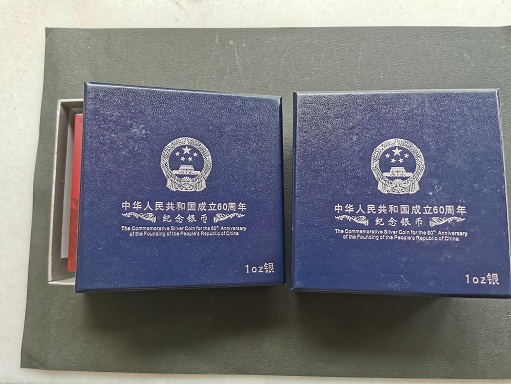 中华人民共和国成立60周年
纪念银币
The Commemorative Silver Coin for the 60th Anniversary
of the Founding of the People's Republic of China
1oz银
中华人民共和国成立60周年
纪念银币
The Commemorative Silver Coin for the 60th Anniversary
of the Founding of the People's Republic of China
1oz银